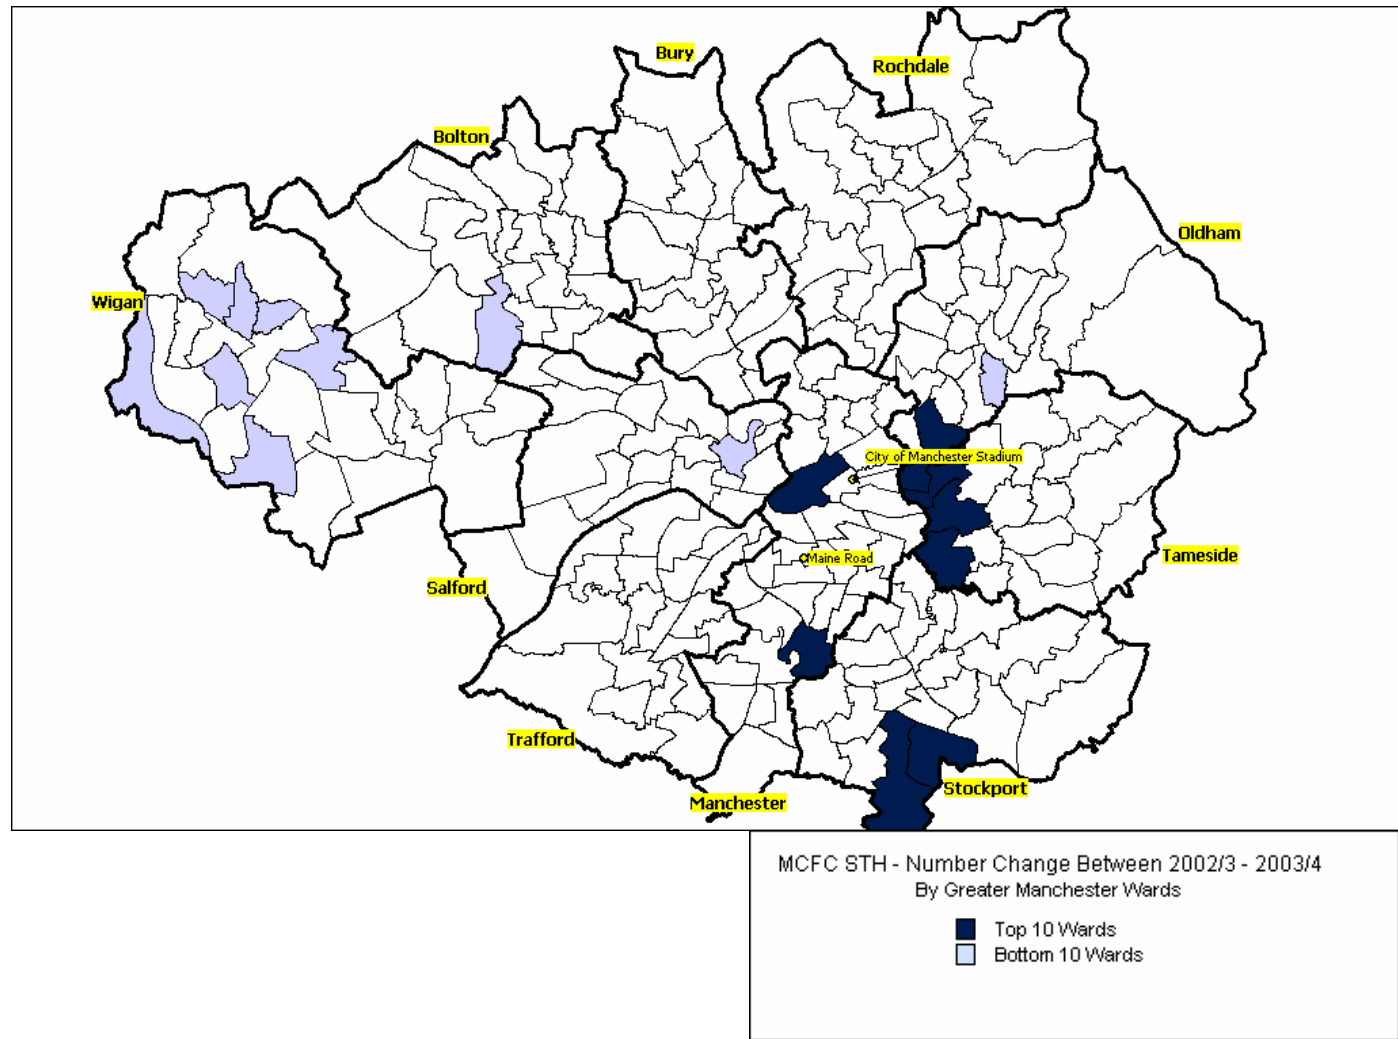 Bury
Rochdale
Bolton
Oldham
Wigan
City of Manchester Stadium
Maine Road
Tameside
Salford
Trafford
Stockport
Manchester
MCFC STH - Number Change Between 2002/3 - 2003/4
By Greater Manchester Wards
Top 10 Wards
Bottom 10 Wards